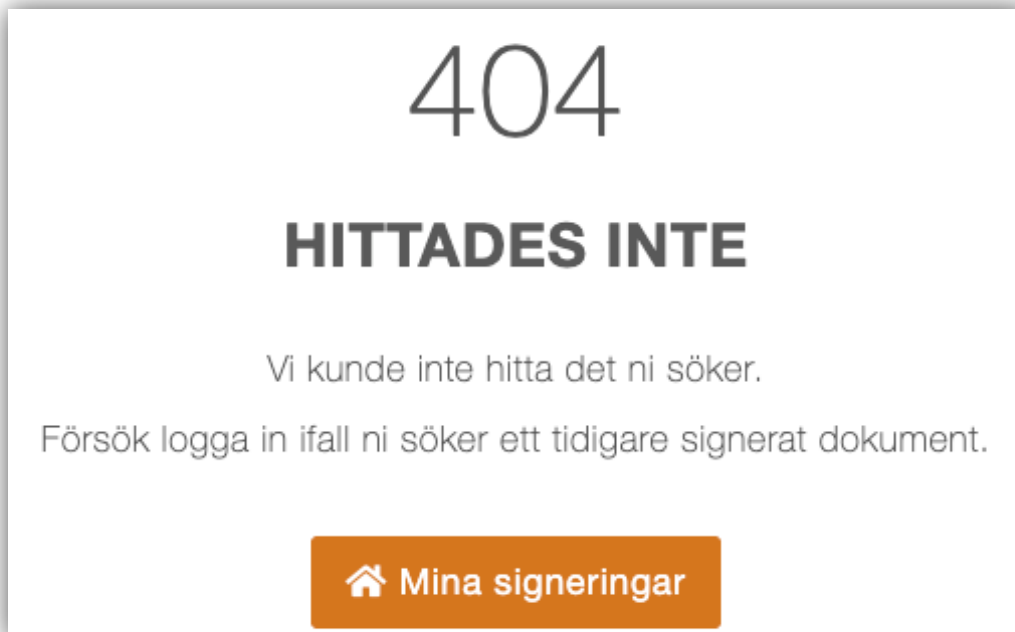 404
HITTADES INTE
Vi kunde inte hitta det ni söker.
Försök logga in ifall ni söker ett tidigare signerat dokument.
Mina signeringar